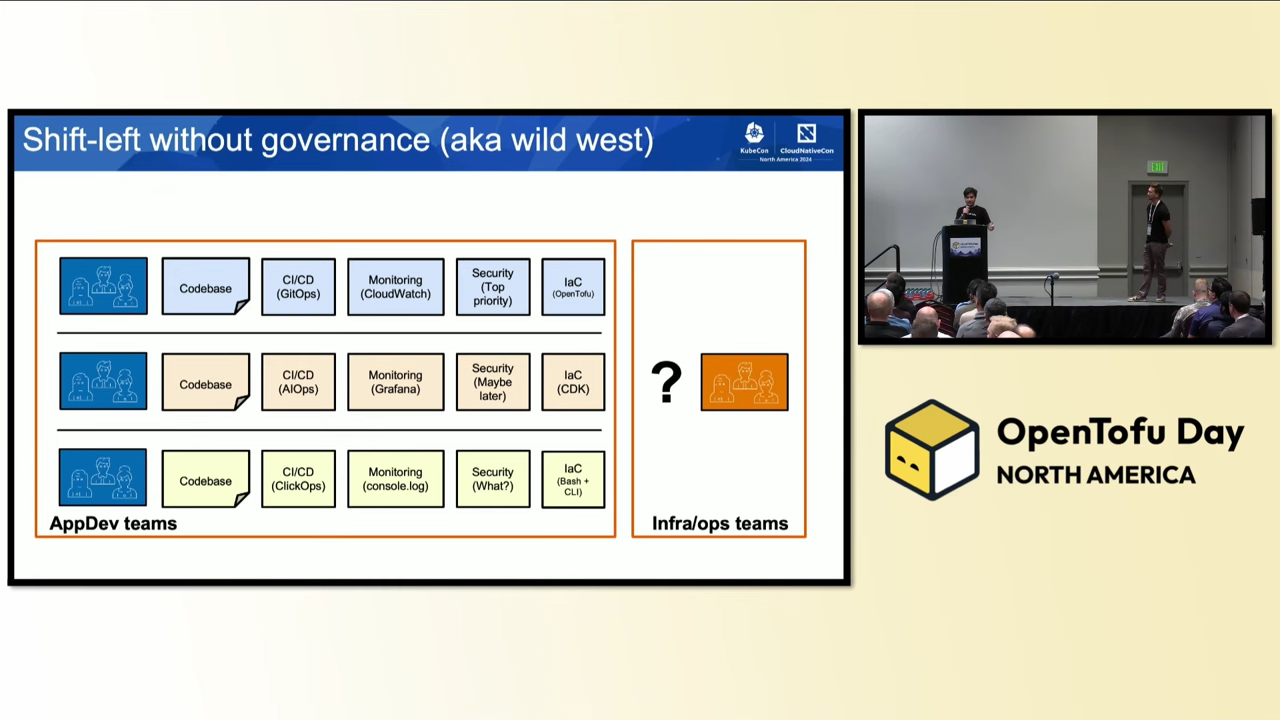 Shift-left without governance (aka wild west)
KubeCon
CloudNativeCon
North America 2024
Codebase
CI/CD
(GitOps)
Monitoring
(CloudWatch)
Security
(Top
priority)
IaC
(OpenTofu)
Codebase
CI/CD
(AIOps)
Monitoring
(Grafana)
Security
(Maybe
later)
IaC
(CDK)
?
Codebase
CI/CD
(ClickOps)
Monitoring
(console.log)
Security
(What?)
IaC
(Bash +
CLI)
AppDev teams
Infra/ops teams
EXIT
OpenTofu Day
NORTH AMERICA